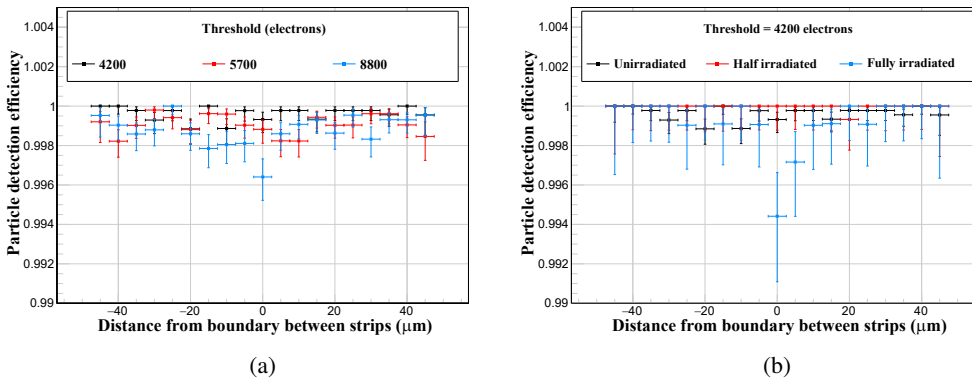 1.004
1.002
1
0.998
0.996
0.994
0.992
0.99
Particle detection efficiency
Threshold (electrons)
4200 5700 8800
−40 −20 0 20 40
Distance from boundary between strips (μm)
(a)
1.004
1.002
1
0.998
0.996
0.994
0.992
0.99
Particle detection efficiency
Threshold = 4200 electrons
Unirradiated Half irradiated Fully irradiated
−40 −20 0 20 40
Distance from boundary between strips (μm)
(b)